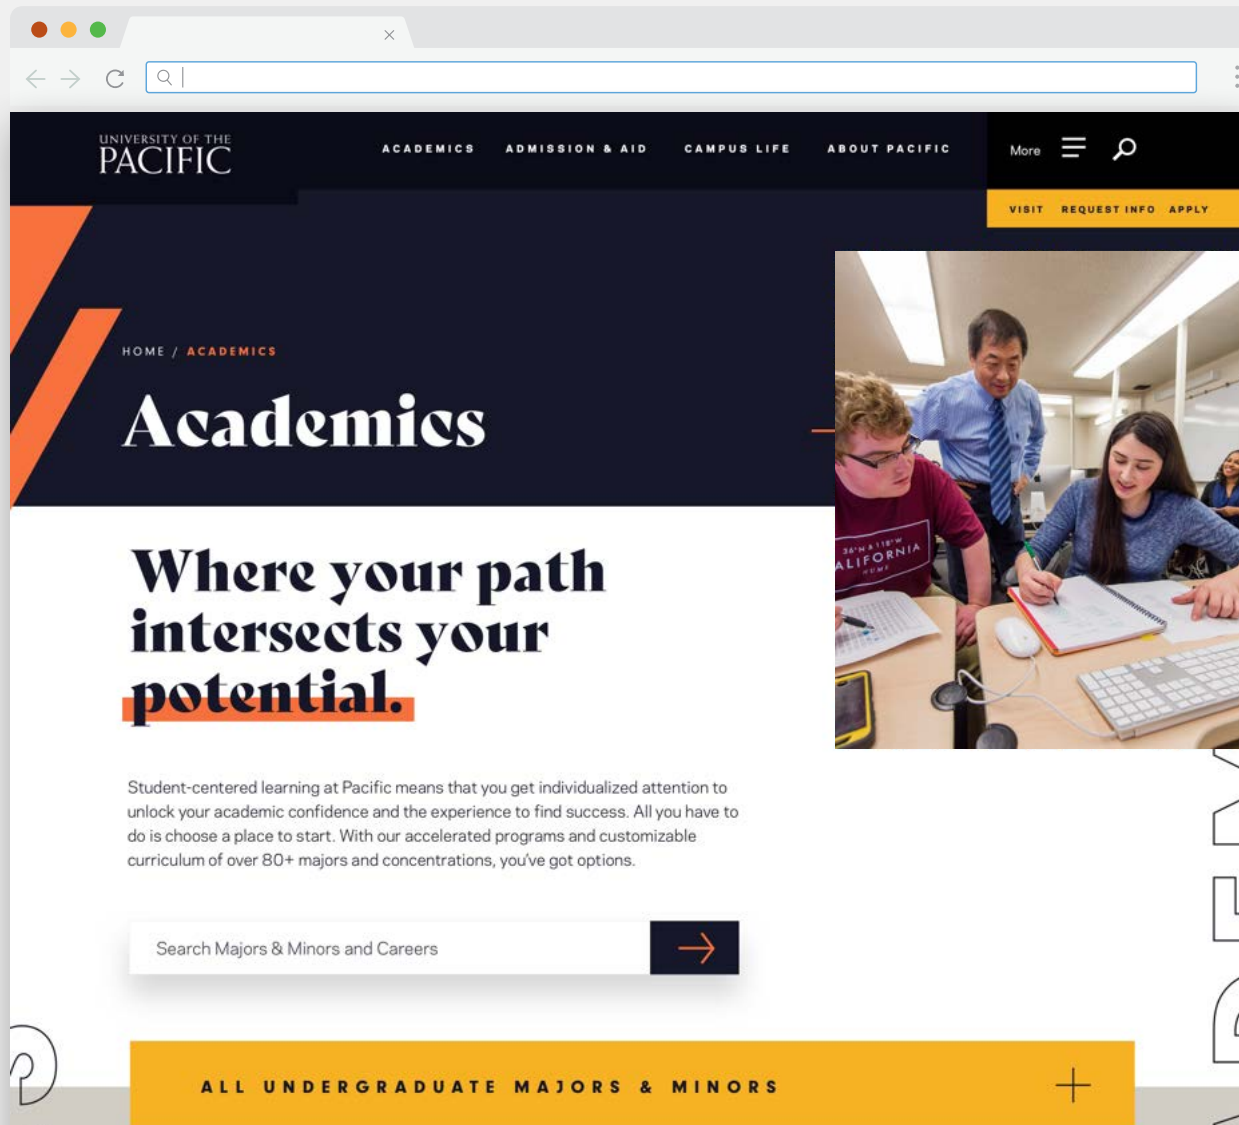 UNIVERSITY OF THE
PACIFIC
ACADEMICS ADMISSION & AID CAMPUS LIFE ABOUT PACIFIC
More
VISIT REQUEST INFO APPLY
HOME / ACADEMICS
Academics
36°N & 118°W
ALIFORNIA
HOME
Where your path
intersects your
potential.
Student-centered learning at Pacific means that you get individualized attention to
unlock your academic confidence and the experience to find success. All you have to
do is choose a place to start. With our accelerated programs and customizable
curriculum of over 80+ majors and concentrations, you've got options.
Search Majors & Minors and Careers
ALL UNDERGRADUATE MAJORS & MINORS